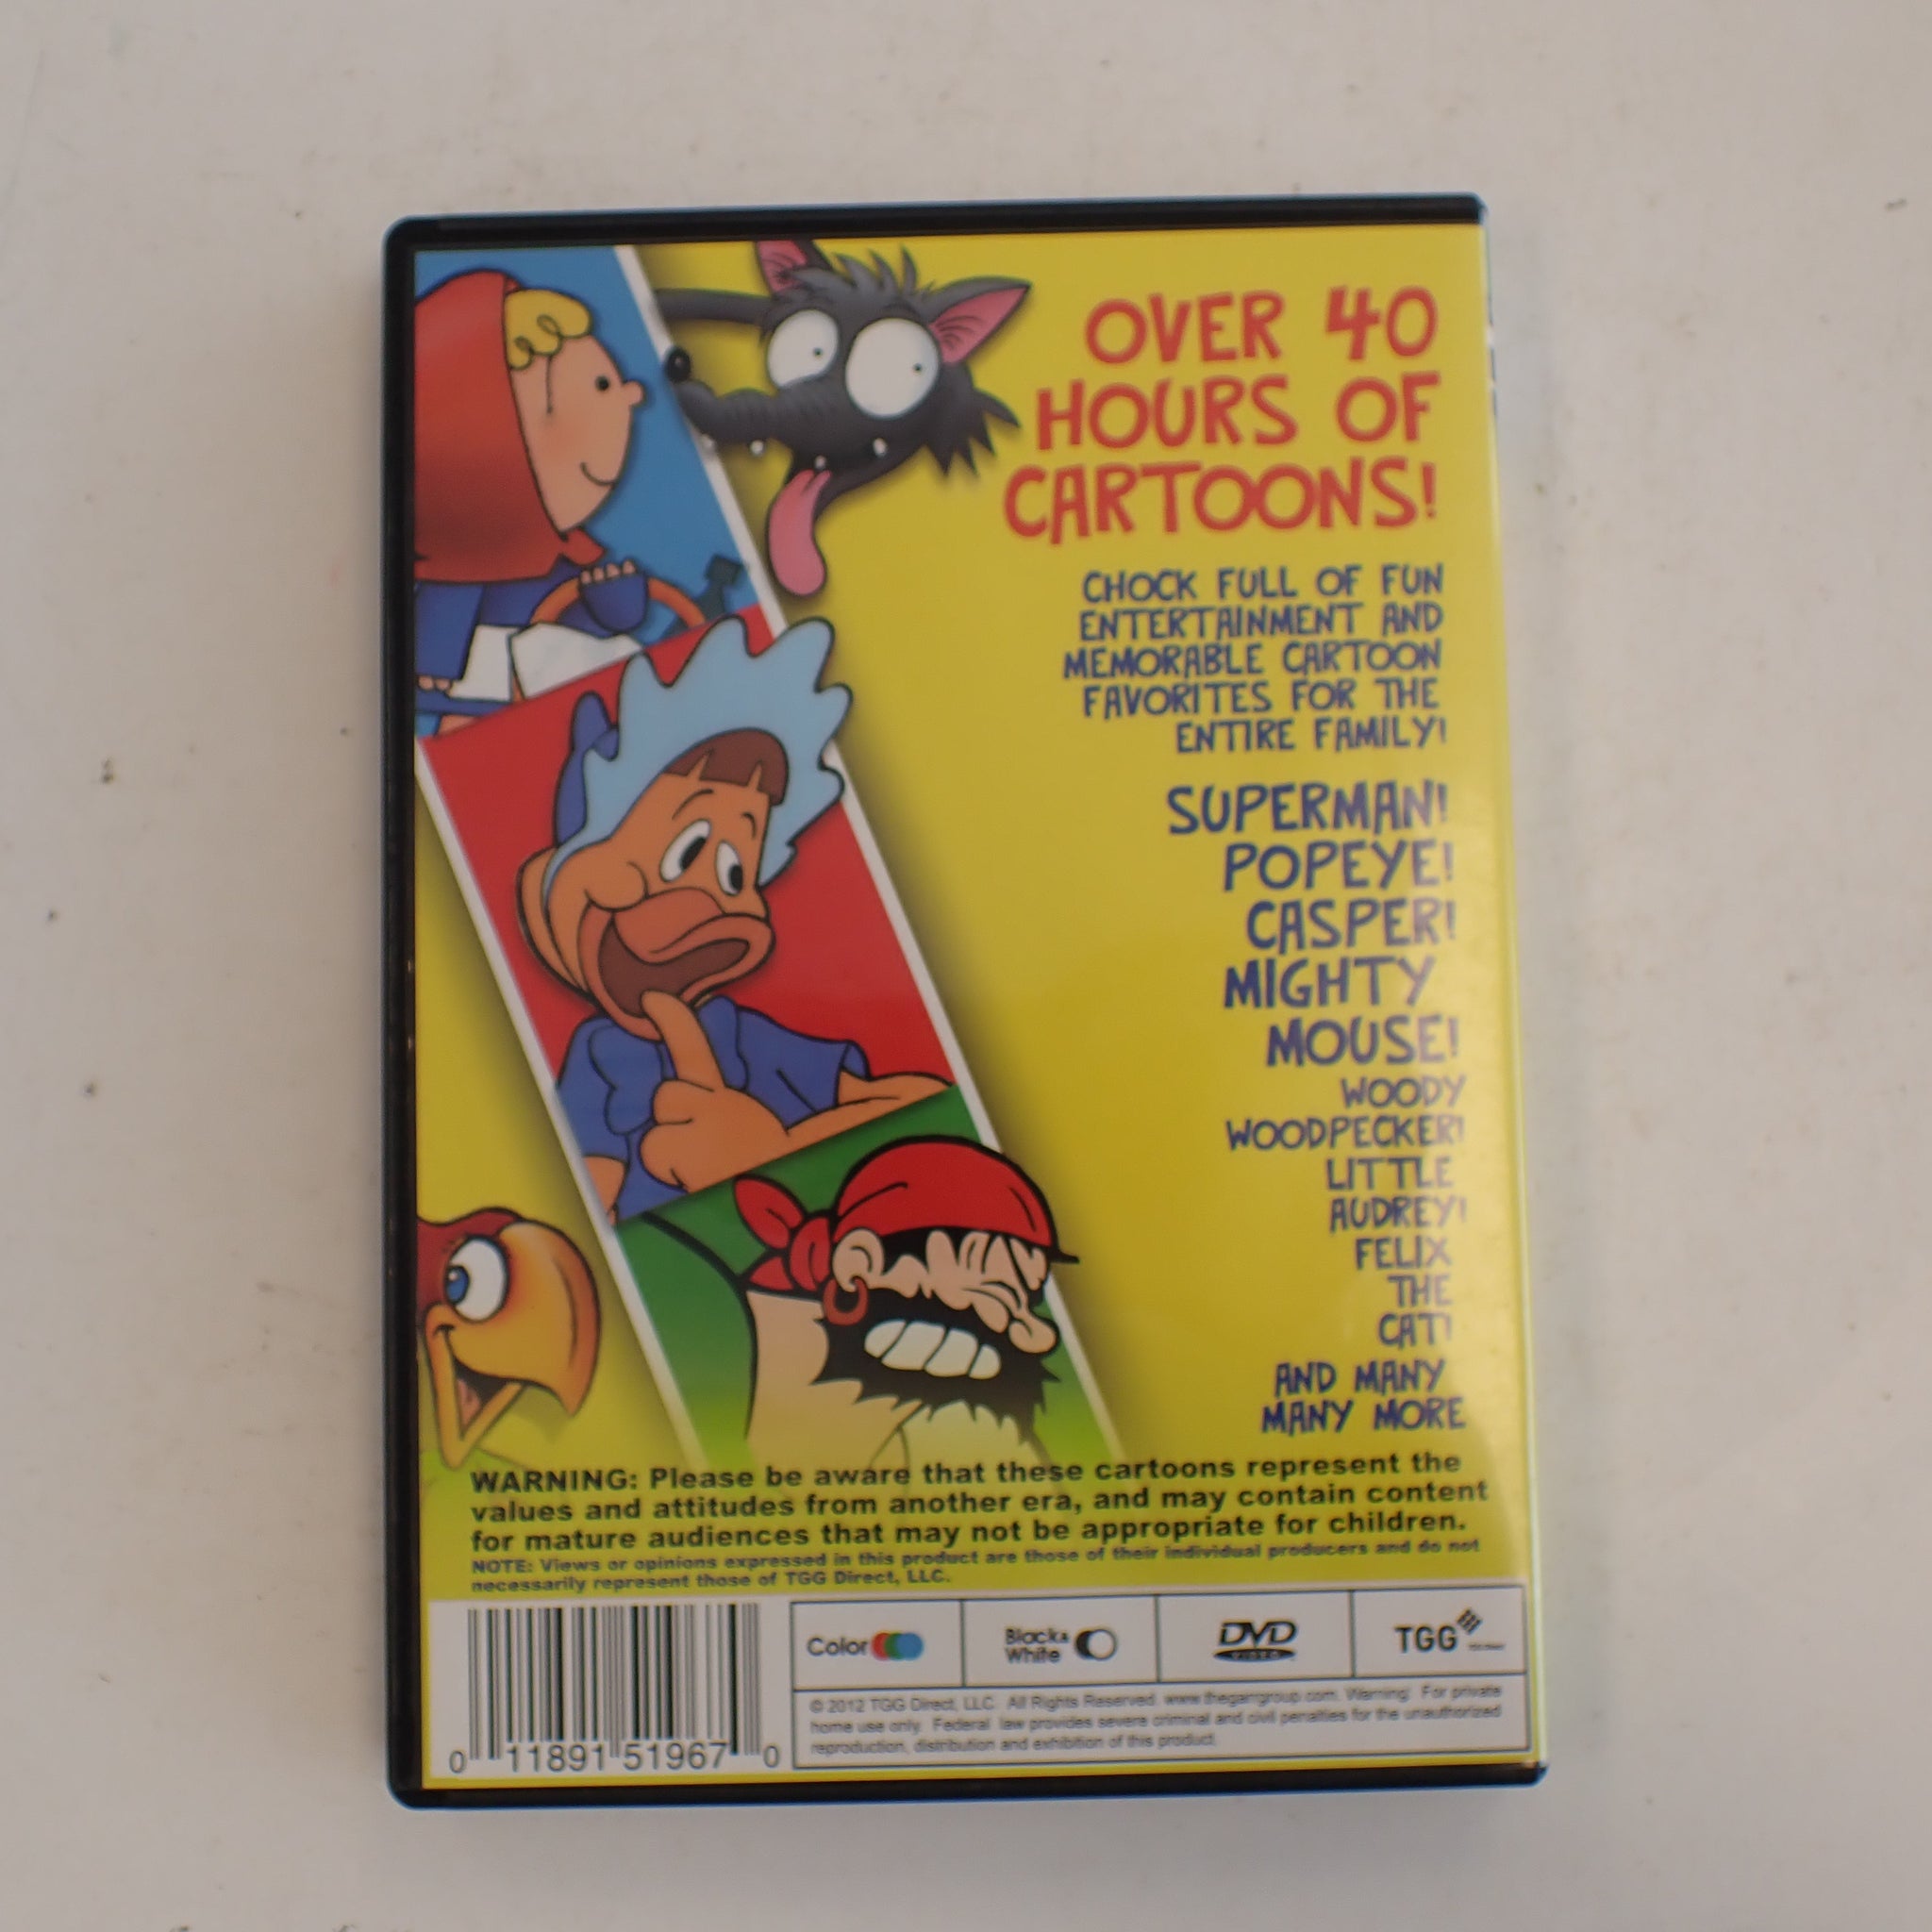 OVER 40
HOURS OF
CARTOONS!
CHOCK FULL OF FUN
ENTERTAINMENT AND
MEMORABLE CARTOON
FAVORITES FOR THE
ENTIRE FAMILY!
SUPERMAN!
POPEYE!
CASPER!
MIGHTY
MOUSE!
WOODY
WOODPECKER!
LITTLE
AUDREY!
FELIX
THE
CAT!
AND MANY
MANY MORE
WARNING: Please be aware that these cartoons represent the
values and attitudes from another era, and may contain content
for mature audiences that may not be appropriate for children.
NOTE: Views or opinions expressed in this product are those of their individual producers and do not
necessarily represent those of TGG Direct, LLC.
Color
Black &
White
DVD
VIDEO
TGG
© 2012 TGG Direct, LLC. All Rights Reserved. www.thegarrgroup.com. Warning: For private
home use only. Federal law provides severe criminal and civil penalties for the unauthorized
reproduction, distribution and exhibition of this product.
0 11891 51967 0